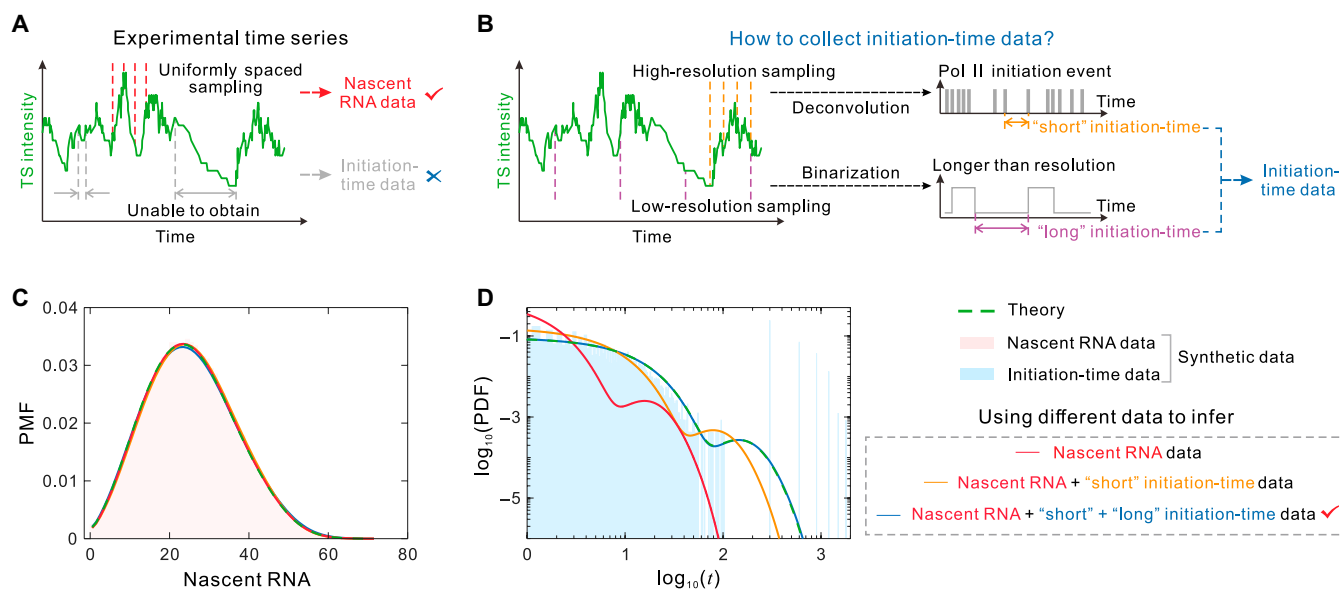 A
Experimental time series
Uniformly spaced
sampling
Nascent
RNA data
TS intensity
Initiation-
time data
Unable to obtain
Time
B
How to collect initiation-time data?
High-resolution sampling
Deconvolution
Pol II initiation event
Time
"short" initiation-time
TS intensity
Binarization
Longer than resolution
Low-resolution sampling
Time
Time
"long" initiation-time
Initiation-
time data
C
0.04
0.03
0.02
0.01
0
PMF
0
20
40
60
80
Nascent RNA
D
−1
−3
−5
log10(PDF)
0
1
2
3
log10(t)
Theory
Nascent RNA data
Initiation-time data
Synthetic data
Using different data to infer
Nascent RNA data
Nascent RNA + "short" initiation-time data
Nascent RNA + "short" + "long" initiation-time data